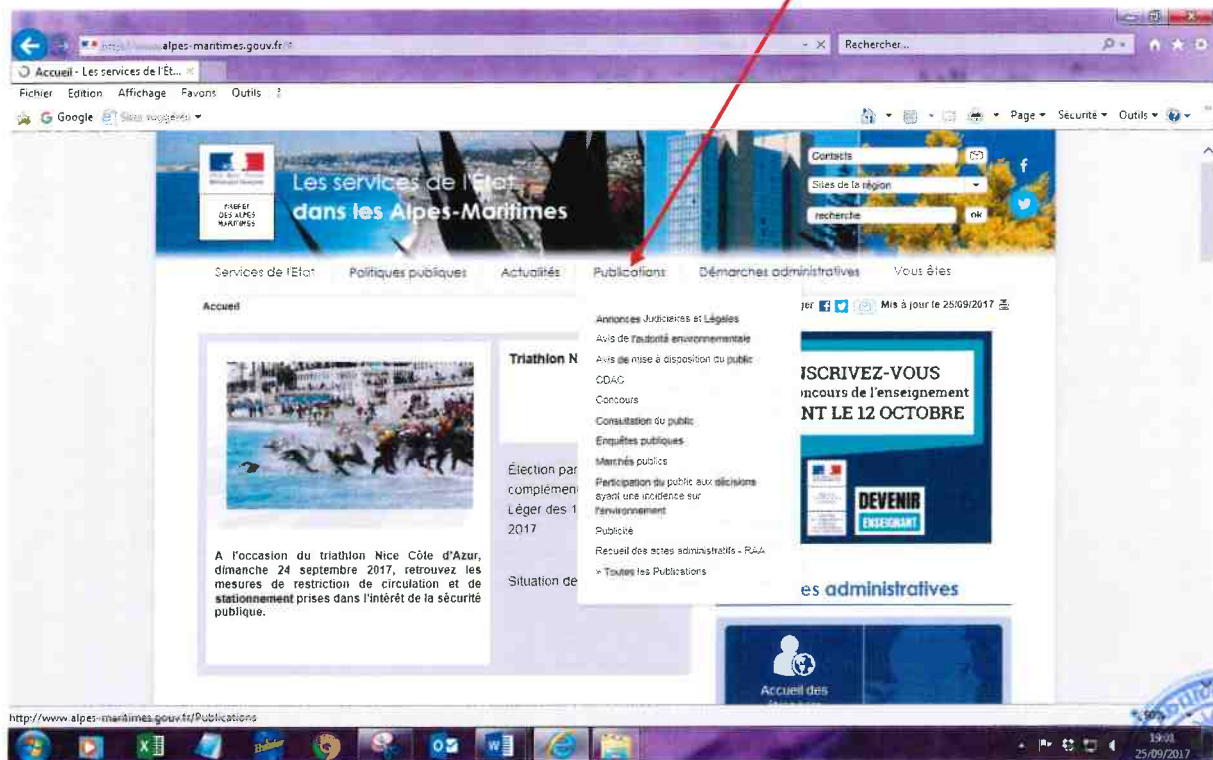 alpes-maritimes.gouv.fr
Rechercher...
Accueil - Les services de l'Ét...
Fichier Edition Affichage Favoris Outils ?
Google Sites suggérés
Page Sécurité Outils
Contacts
Sites de la région
recherche ok
PRÉFET
DES ALPES
MARITIMES
Les services de l'État
dans les Alpes-Maritimes
Services de l'État Politiques publiques Actualités Publications Démarches administratives Vous êtes
Accueil
ger Mis à jour le 25/09/2017
Annonces Judiciaires et Légales
Avis de l'autorité environnementale
Avis de mise à disposition du public
CDAC
Concours
Consultation du public
Enquêtes publiques
Marchés publics
Participation du public aux décisions
ayant une incidence sur
l'environnement
Publicité
Recueil des actes administratifs - RAA
» Toutes les Publications
Triathlon N
Élection par
complémen
Léger des 1
2017
Situation de
A l'occasion du triathlon Nice Côte d'Azur,
dimanche 24 septembre 2017, retrouvez les
mesures de restriction de circulation et de
stationnement prises dans l'intérêt de la sécurité
publique.
NSCRIVEZ-VOUS
oncours de l'enseignement
NT LE 12 OCTOBRE
DEVENIR
ENSEIGNANT
es administratives
Accueil des
http://www.alpes-maritimes.gouv.fr/Publications
19:01
25/09/2017